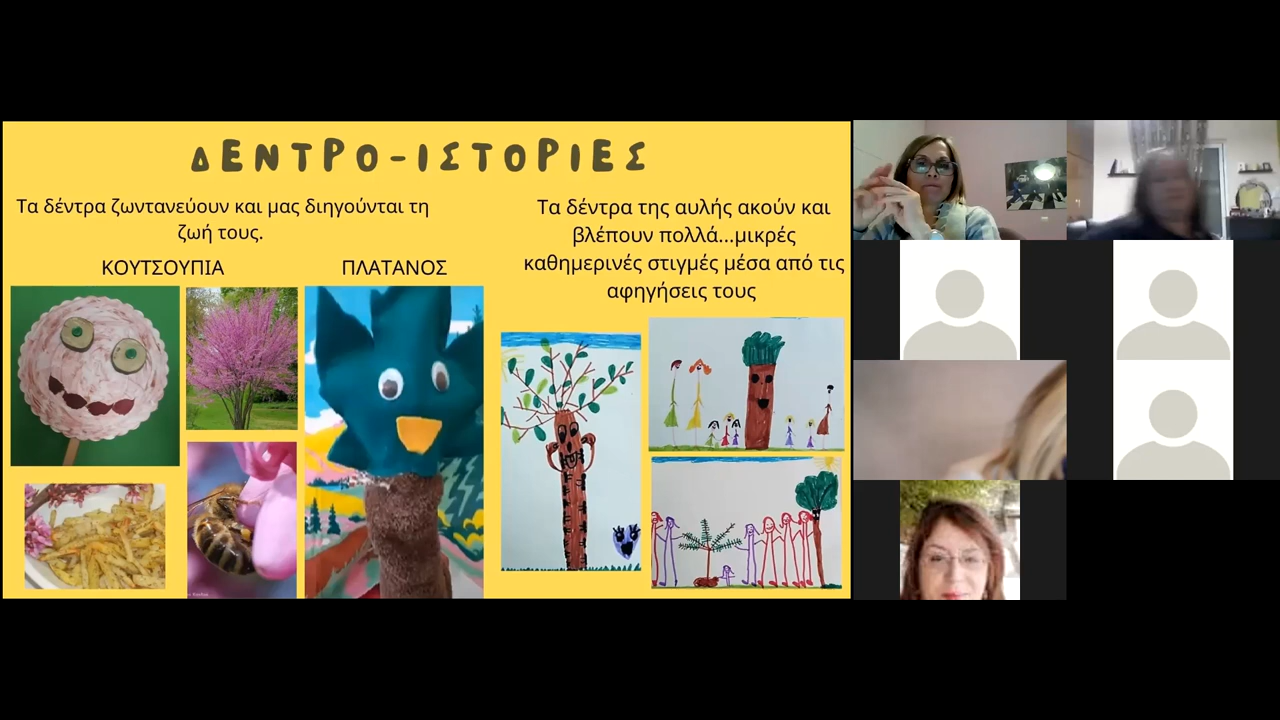 ΔΕΝΤΡΟ-ΙΣΤΟΡΙΕΣ
Τα δέντρα ζωντανεύουν και μας διηγούνται τη
ζωή τους.
ΚΟΥΤΣΟΥΠΙΑ
ΠΛΑΤΑΝΟΣ
Τα δέντρα της αυλής ακούν και
βλέπουν πολλά...μικρές
καθημερινές στιγμές μέσα από τις
αφηγήσεις τους